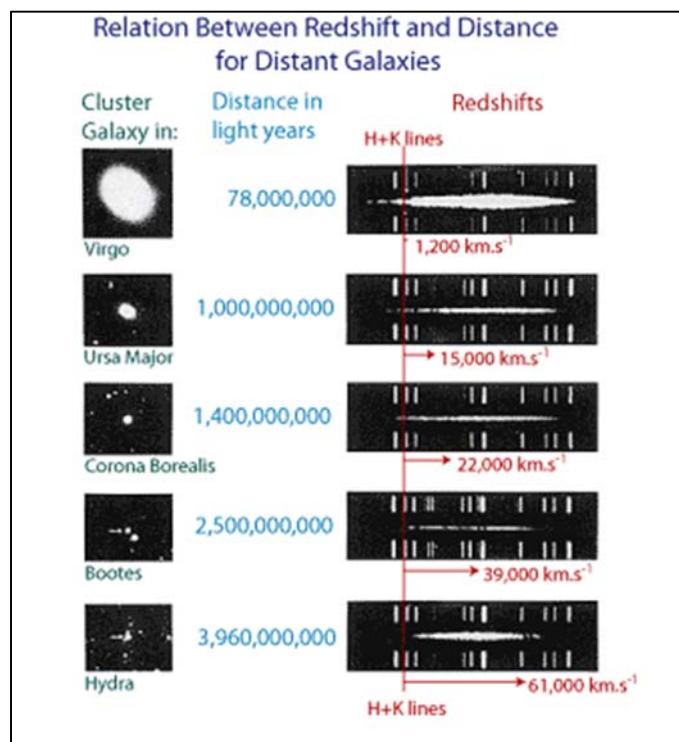 Relation Between Redshift and Distance
for Distant Galaxies
Cluster
Galaxy in:
Distance in
light years
Redshifts
H+K lines
78,000,000
Virgo
1,200 km.s⁻¹
1,000,000,000
Ursa Major
15,000 km.s⁻¹
1,400,000,000
Corona Borealis
22,000 km.s⁻¹
2,500,000,000
Bootes
39,000 km.s⁻¹
3,960,000,000
Hydra
61,000 km.s⁻¹
H+K lines